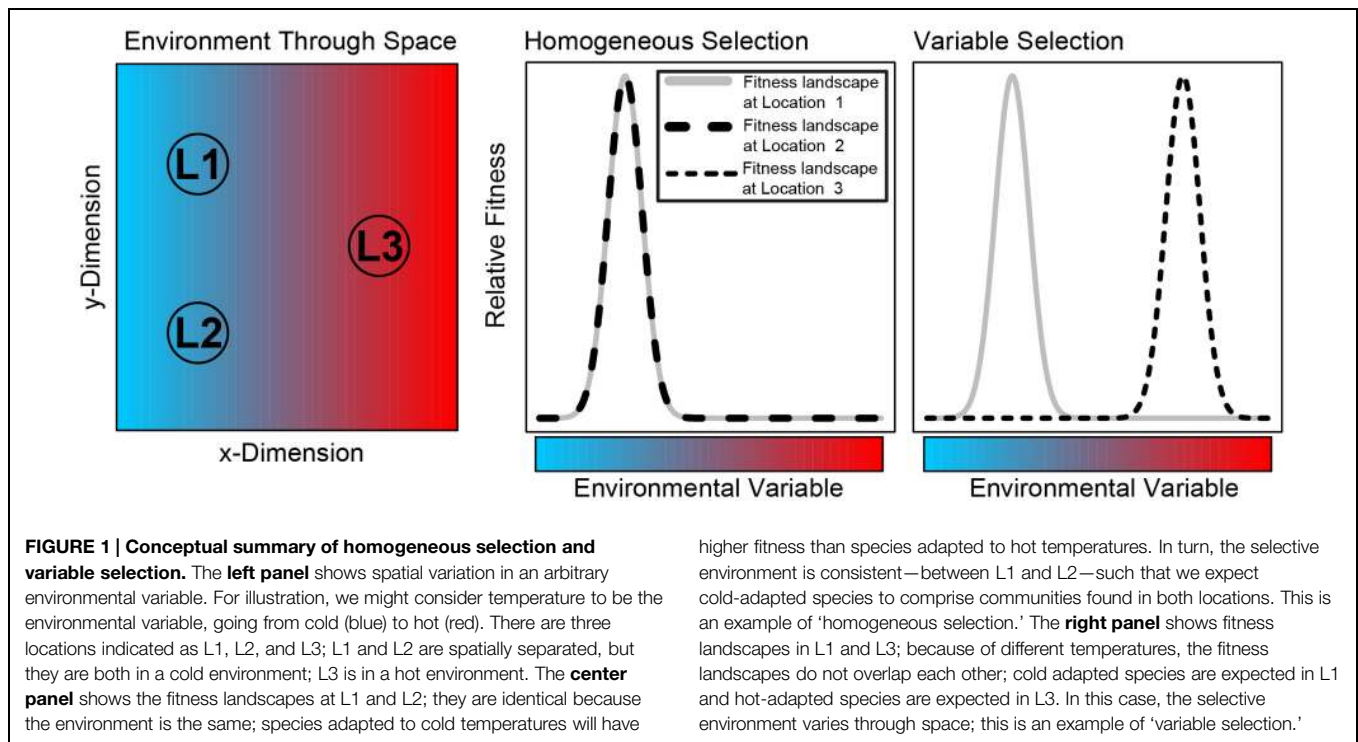 Environment Through Space
L1
L2
L3
y-Dimension
x-Dimension
Homogeneous Selection
Fitness landscape
at Location 1
Fitness landscape
at Location 2
Fitness landscape
at Location 3
Relative Fitness
Environmental Variable
Variable Selection
Environmental Variable
FIGURE 1 | Conceptual summary of homogeneous selection and
variable selection. The left panel shows spatial variation in an arbitrary
environmental variable. For illustration, we might consider temperature to be the
environmental variable, going from cold (blue) to hot (red). There are three
locations indicated as L1, L2, and L3; L1 and L2 are spatially separated, but
they are both in a cold environment; L3 is in a hot environment. The center
panel shows the fitness landscapes at L1 and L2; they are identical because
the environment is the same; species adapted to cold temperatures will have
higher fitness than species adapted to hot temperatures. In turn, the selective
environment is consistent—between L1 and L2—such that we expect
cold-adapted species to comprise communities found in both locations. This is
an example of ‘homogeneous selection.’ The right panel shows fitness
landscapes in L1 and L3; because of different temperatures, the fitness
landscapes do not overlap each other; cold adapted species are expected in L1
and hot-adapted species are expected in L3. In this case, the selective
environment varies through space; this is an example of ‘variable selection.’